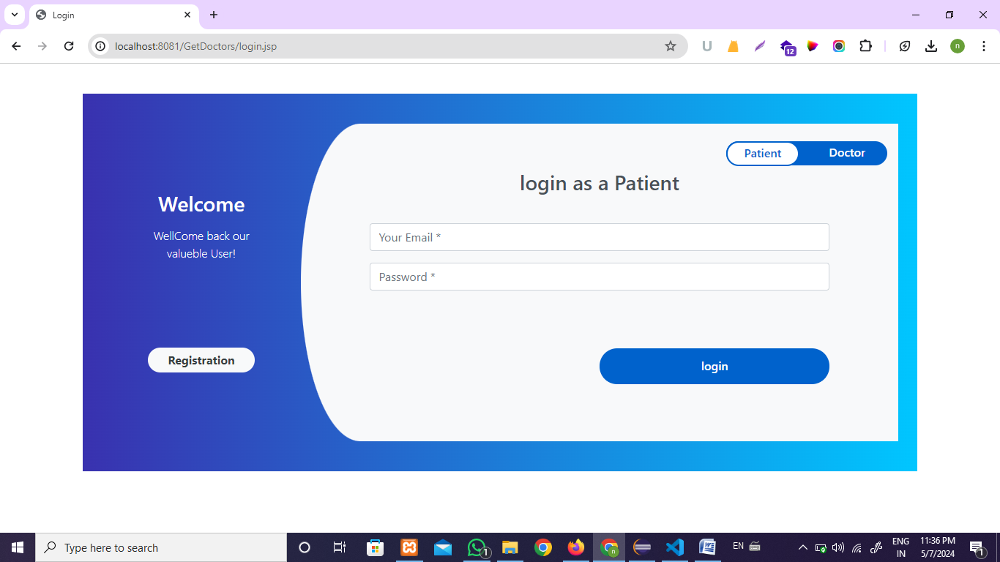 Login
localhost:8081/GetDoctors/login.jsp
12
n
Patient
Doctor
login as a Patient
Welcome
WellCome back our
valueble User!
Your Email *
Password *
Registration
login
Type here to search
1
n
EN
ENG
IN
11:36 PM
5/7/2024
1